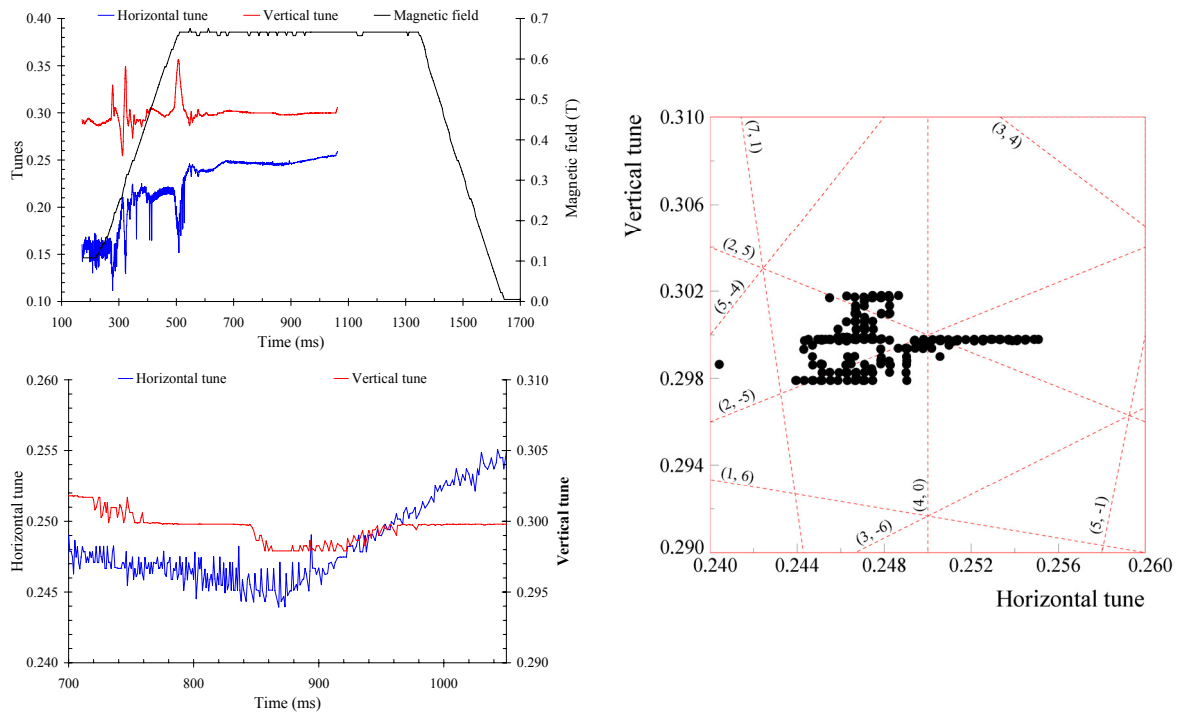 Horizontal tune Vertical tune Magnetic field
0.40 0.7
0.6
0.35
0.5
0.30
0.4
0.25
0.3
0.20
0.2
0.15
0.1
0.10 0.0
Tunes
Magnetic field (T)
100 300 500 700 900 1100 1300 1500 1700
Time (ms)
Horizontal tune Vertical tune
0.260 0.310
0.255 0.305
0.250 0.300
0.245 0.295
0.240 0.290
Horizontal tune
Vertical tune
700 800 900 1000
Time (ms)
Vertical tune
0.310
0.306
0.302
0.298
0.294
0.290
(7, 1)
(3, 4)
(2, 5)
(5, -4)
(2, -5)
(1, 6)
(3, -6)
(4, 0)
(5, -1)
0.240 0.244 0.248 0.252 0.256 0.260
Horizontal tune